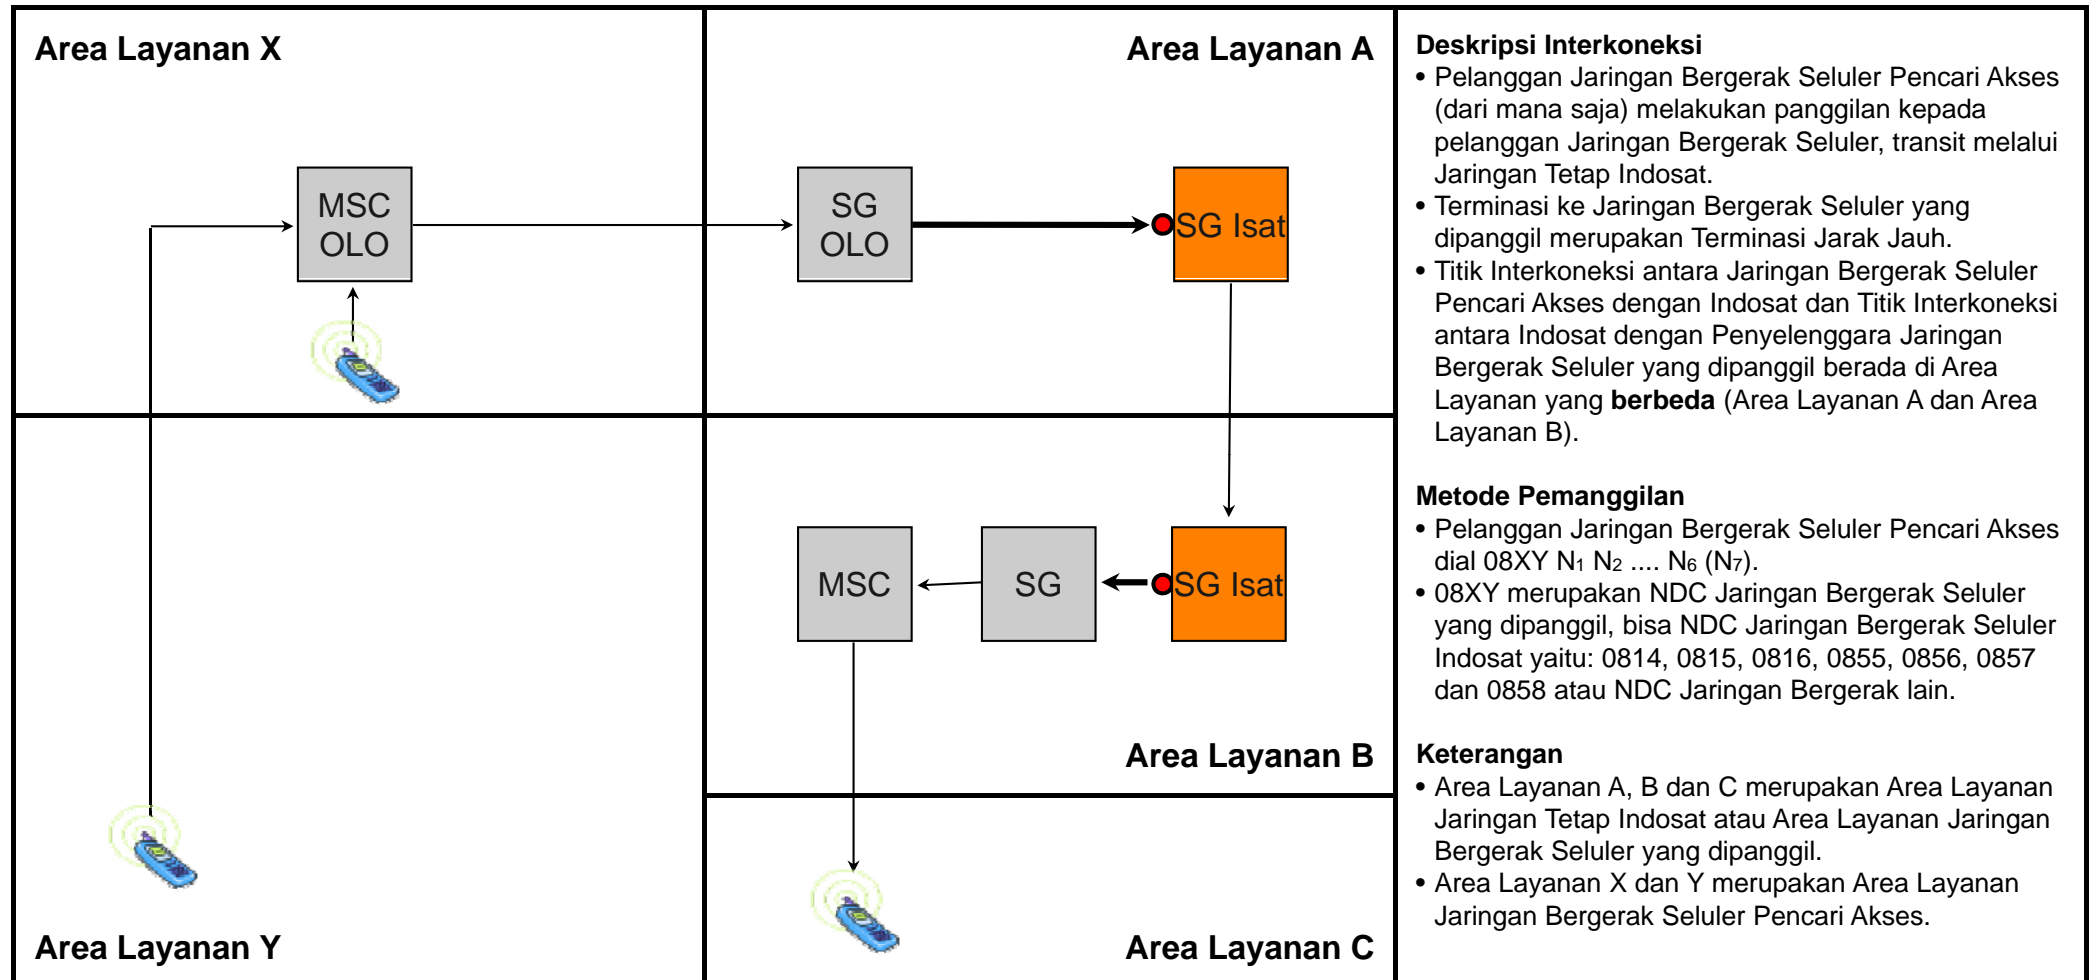 Area Layanan X
Area Layanan A
MSC
OLO
SG
OLO
SG Isat
MSC
SG
SG Isat
Area Layanan B
Area Layanan Y
Area Layanan C
Deskripsi Interkoneksi
• Pelanggan Jaringan Bergerak Seluler Pencari Akses
(dari mana saja) melakukan panggilan kepada
pelanggan Jaringan Bergerak Seluler, transit melalui
Jaringan Tetap Indosat.
• Terminasi ke Jaringan Bergerak Seluler yang
dipanggil merupakan Terminasi Jarak Jauh.
• Titik Interkoneksi antara Jaringan Bergerak Seluler
Pencari Akses dengan Indosat dan Titik Interkoneksi
antara Indosat dengan Penyelenggara Jaringan
Bergerak Seluler yang dipanggil berada di Area
Layanan yang berbeda (Area Layanan A dan Area
Layanan B).
Metode Pemanggilan
• Pelanggan Jaringan Bergerak Seluler Pencari Akses
dial 08XY N1 N2 .... N6 (N7).
• 08XY merupakan NDC Jaringan Bergerak Seluler
yang dipanggil, bisa NDC Jaringan Bergerak Seluler
Indosat yaitu: 0814, 0815, 0816, 0855, 0856, 0857
dan 0858 atau NDC Jaringan Bergerak lain.
Keterangan
• Area Layanan A, B dan C merupakan Area Layanan
Jaringan Tetap Indosat atau Area Layanan Jaringan
Bergerak Seluler yang dipanggil.
• Area Layanan X dan Y merupakan Area Layanan
Jaringan Bergerak Seluler Pencari Akses.